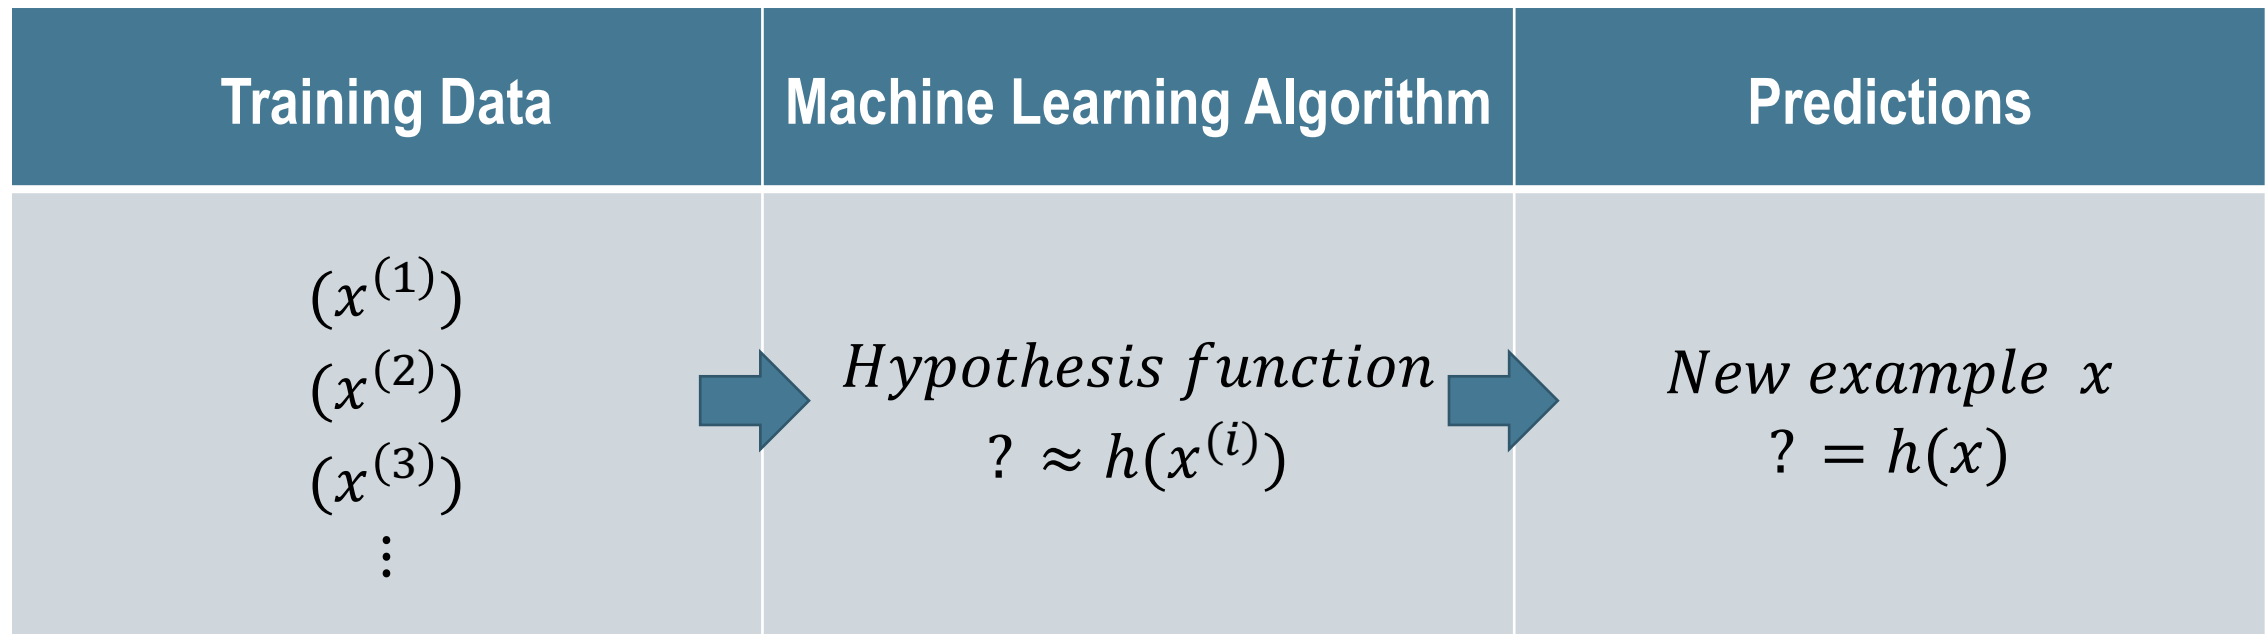 Training Data
Machine Learning Algorithm
Predictions
(x⁽¹⁾)
(x⁽²⁾)
(x⁽³⁾)
⋮
Hypothesis function
? ≈ h(x⁽ⁱ⁾)
New example x
? = h(x)